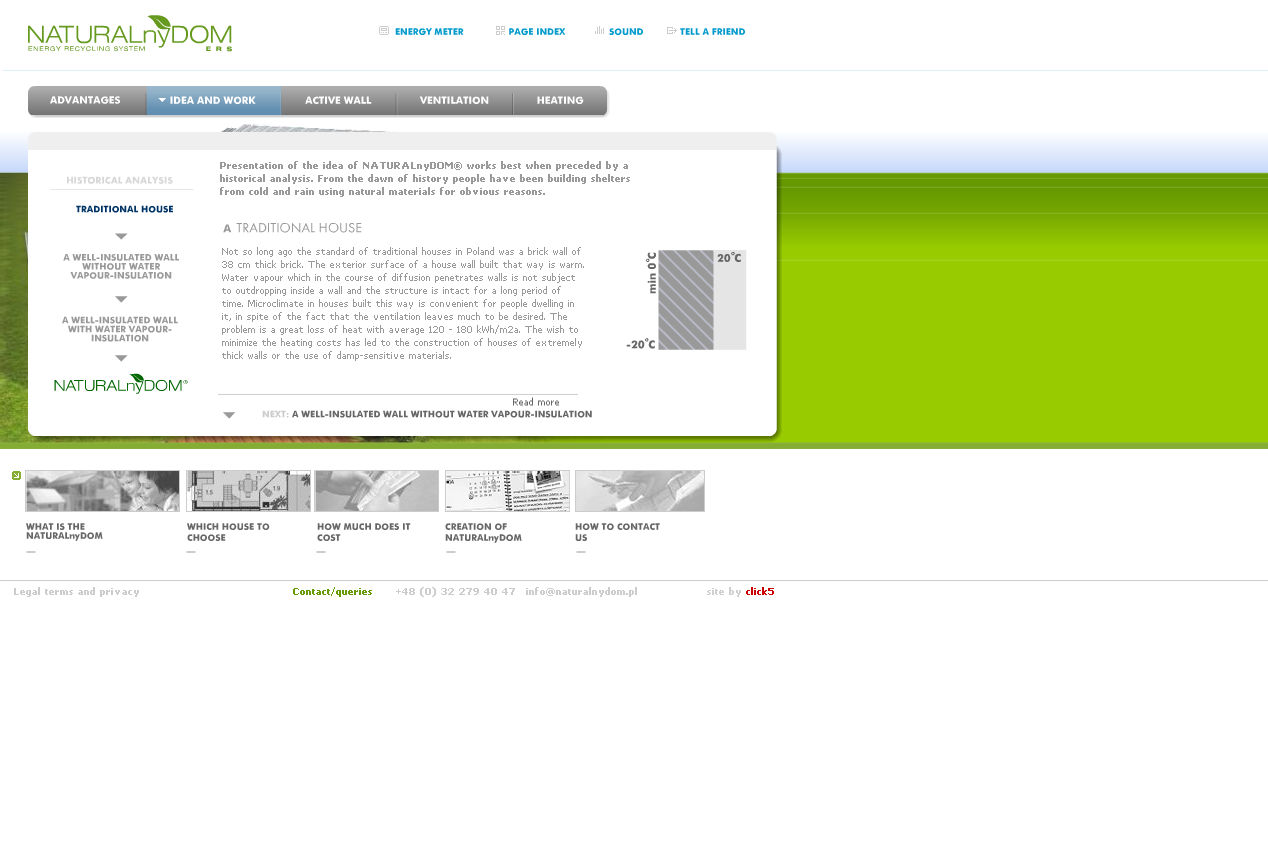 NATURALnyDOM
ENERGY RECYCLING SYSTEM ERS
ENERGY METER
PAGE INDEX
SOUND
TELL A FRIEND
ADVANTAGES
IDEA AND WORK
ACTIVE WALL
VENTILATION
HEATING
HISTORICAL ANALYSIS
TRADITIONAL HOUSE
A WELL-INSULATED WALL
WITHOUT WATER
VAPOUR-INSULATION
A WELL-INSULATED WALL
WITH WATER VAPOUR-
INSULATION
NATURALnyDOM®
Presentation of the idea of NATURALnyDOM® works best when preceded by a
historical analysis. From the dawn of history people have been building shelters
from cold and rain using natural materials for obvious reasons.
A TRADITIONAL HOUSE
Not so long ago the standard of traditional houses in Poland was a brick wall of
38 cm thick brick. The exterior surface of a house wall built that way is warm.
Water vapour which in the course of diffusion penetrates walls is not subject
to outdropping inside a wall and the structure is intact for a long period of
time. Microclimate in houses built this way is convenient for people dwelling in
it, in spite of the fact that the ventilation leaves much to be desired. The
problem is a great loss of heat with average 120 - 180 kWh/m2a. The wish to
minimize the heating costs has led to the construction of houses of extremely
thick walls or the use of damp-sensitive materials.
min 0°C
20°C
-20°C
Read more
NEXT: A WELL-INSULATED WALL WITHOUT WATER VAPOUR-INSULATION
1.5
1.7
1.9
WHAT IS THE
NATURALnyDOM
WHICH HOUSE TO
CHOOSE
HOW MUCH DOES IT
COST
CREATION OF
NATURALnyDOM
HOW TO CONTACT
US
Legal terms and privacy
Contact/queries
+48 (0) 32 279 40 47
info@naturalnydom.pl
site by click5